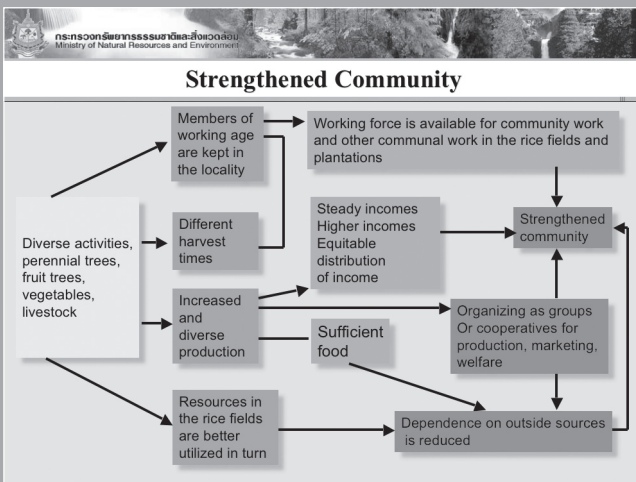 กระทรวงทรัพยากรธรรมชาติและสิ่งแวดล้อม
Ministry of Natural Resources and Environment
Strengthened Community
Members of
working age
are kept in
the locality
Working force is available for community work
and other communal work in the rice fields and
plantations
Diverse activities,
perennial trees,
fruit trees,
vegetables,
livestock
Different
harvest
times
Steady incomes
Higher incomes
Equitable
distribution
of income
Strengthened
community
Increased
and
diverse
production
Sufficient
food
Organizing as groups
Or cooperatives for
production, marketing,
welfare
Resources in
the rice fields
are better
utilized in turn
Dependence on outside sources
is reduced